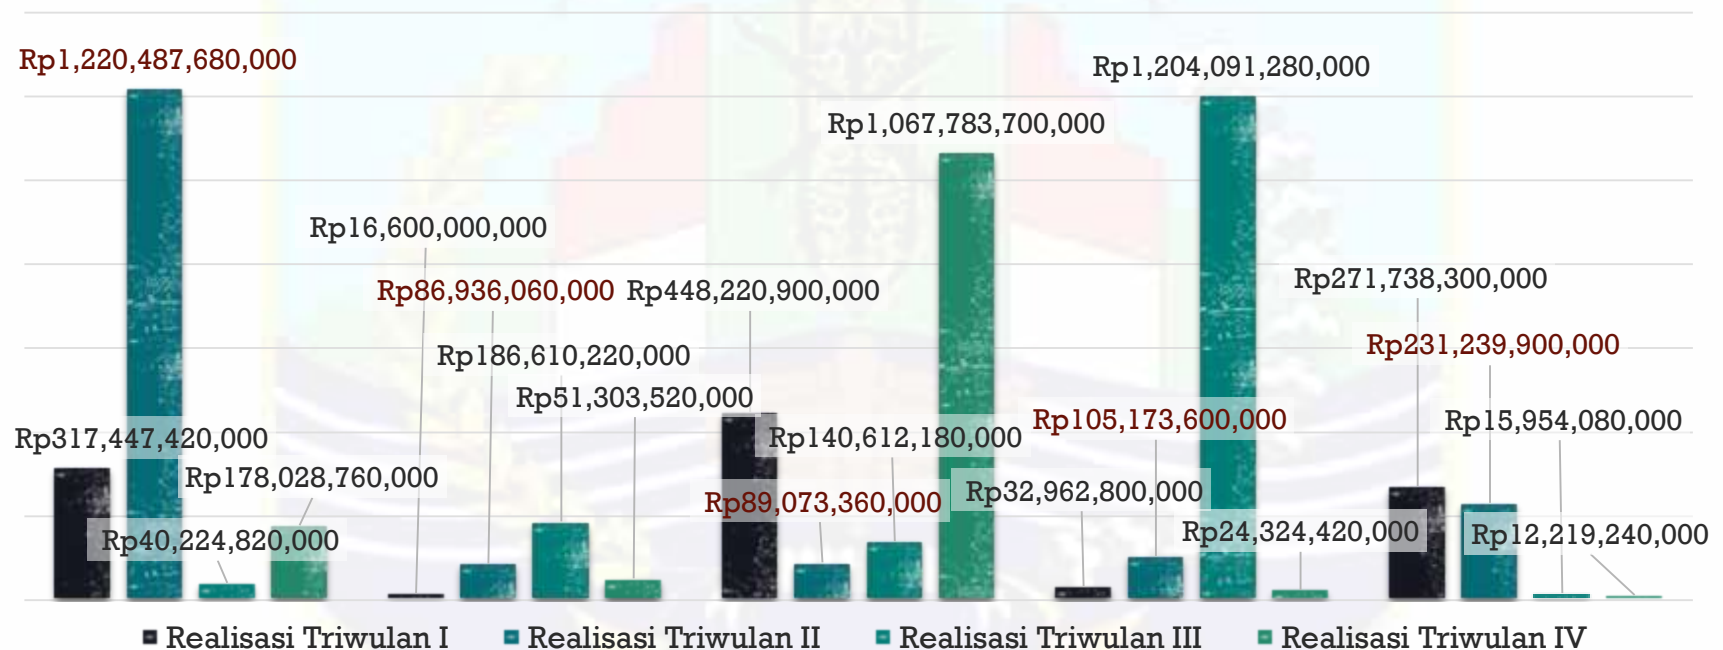 Rp1,220,487,680,000
Rp1,204,091,280,000
Rp1,067,783,700,000
Rp16,600,000,000
Rp271,738,300,000
Rp86,936,060,000
Rp448,220,900,000
Rp231,239,900,000
Rp186,610,220,000
Rp51,303,520,000
Rp105,173,600,000
Rp15,954,080,000
Rp317,447,420,000
Rp140,612,180,000
Rp178,028,760,000
Rp32,962,800,000
Rp89,073,360,000
Rp40,224,820,000
Rp24,324,420,000
Rp12,219,240,000
Realisasi Triwulan I
Realisasi Triwulan II
Realisasi Triwulan III
Realisasi Triwulan IV